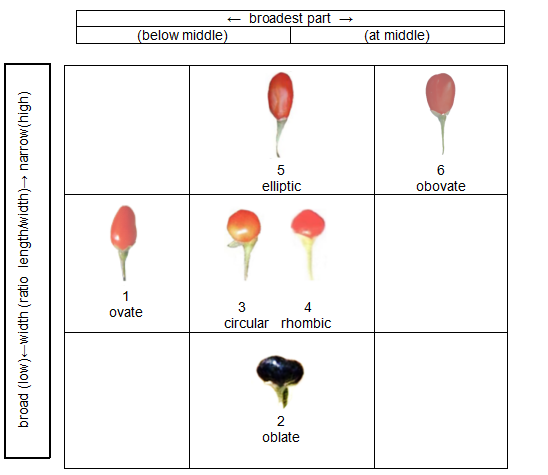 ← broadest part →
(below middle) (at middle)
broad (low)←width (ratio length/width)→ narrow(high)
5
elliptic
6
obovate
1
ovate
3 4
circular rhombic
2
oblate